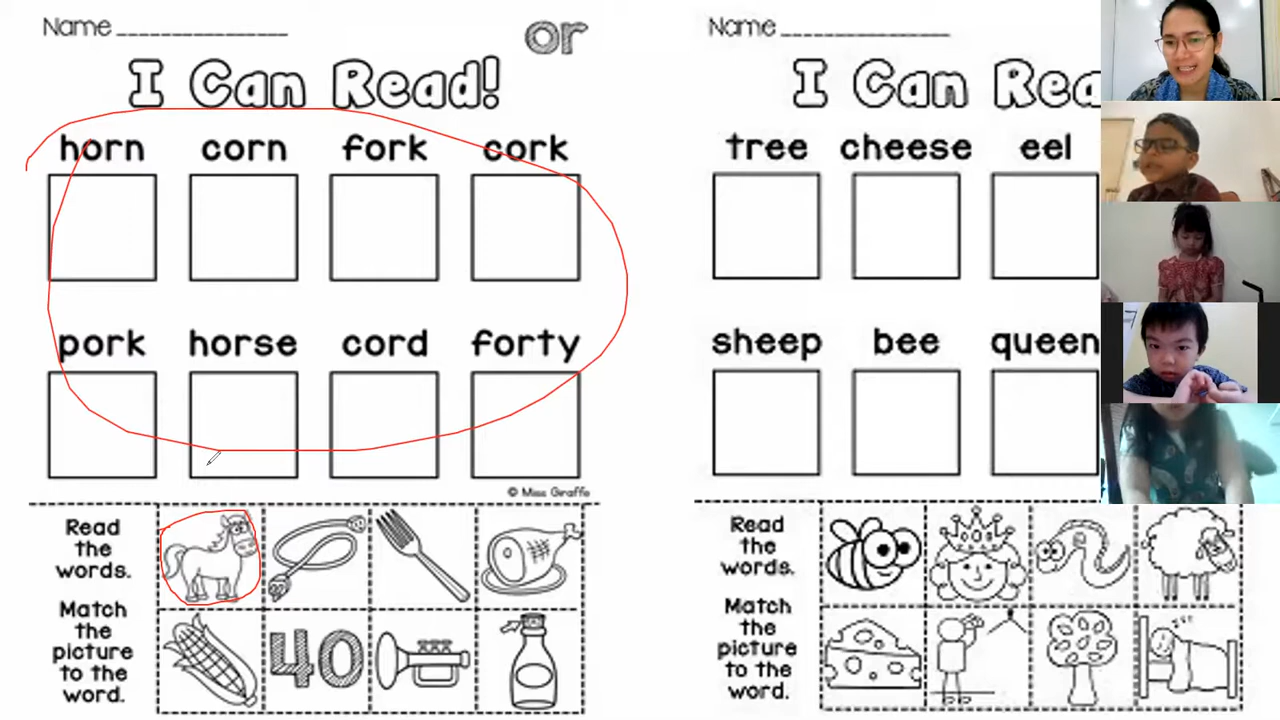 Name
or
I Can Read!
horn corn fork cork
pork horse cord forty
© Miss Giraffe
Read
the
words.
Match
the
picture
to the
word.
40
Name
I Can Rea
tree cheese eel
sheep bee queen
Read
the
words.
Match
the
picture
to the
word.
zzz